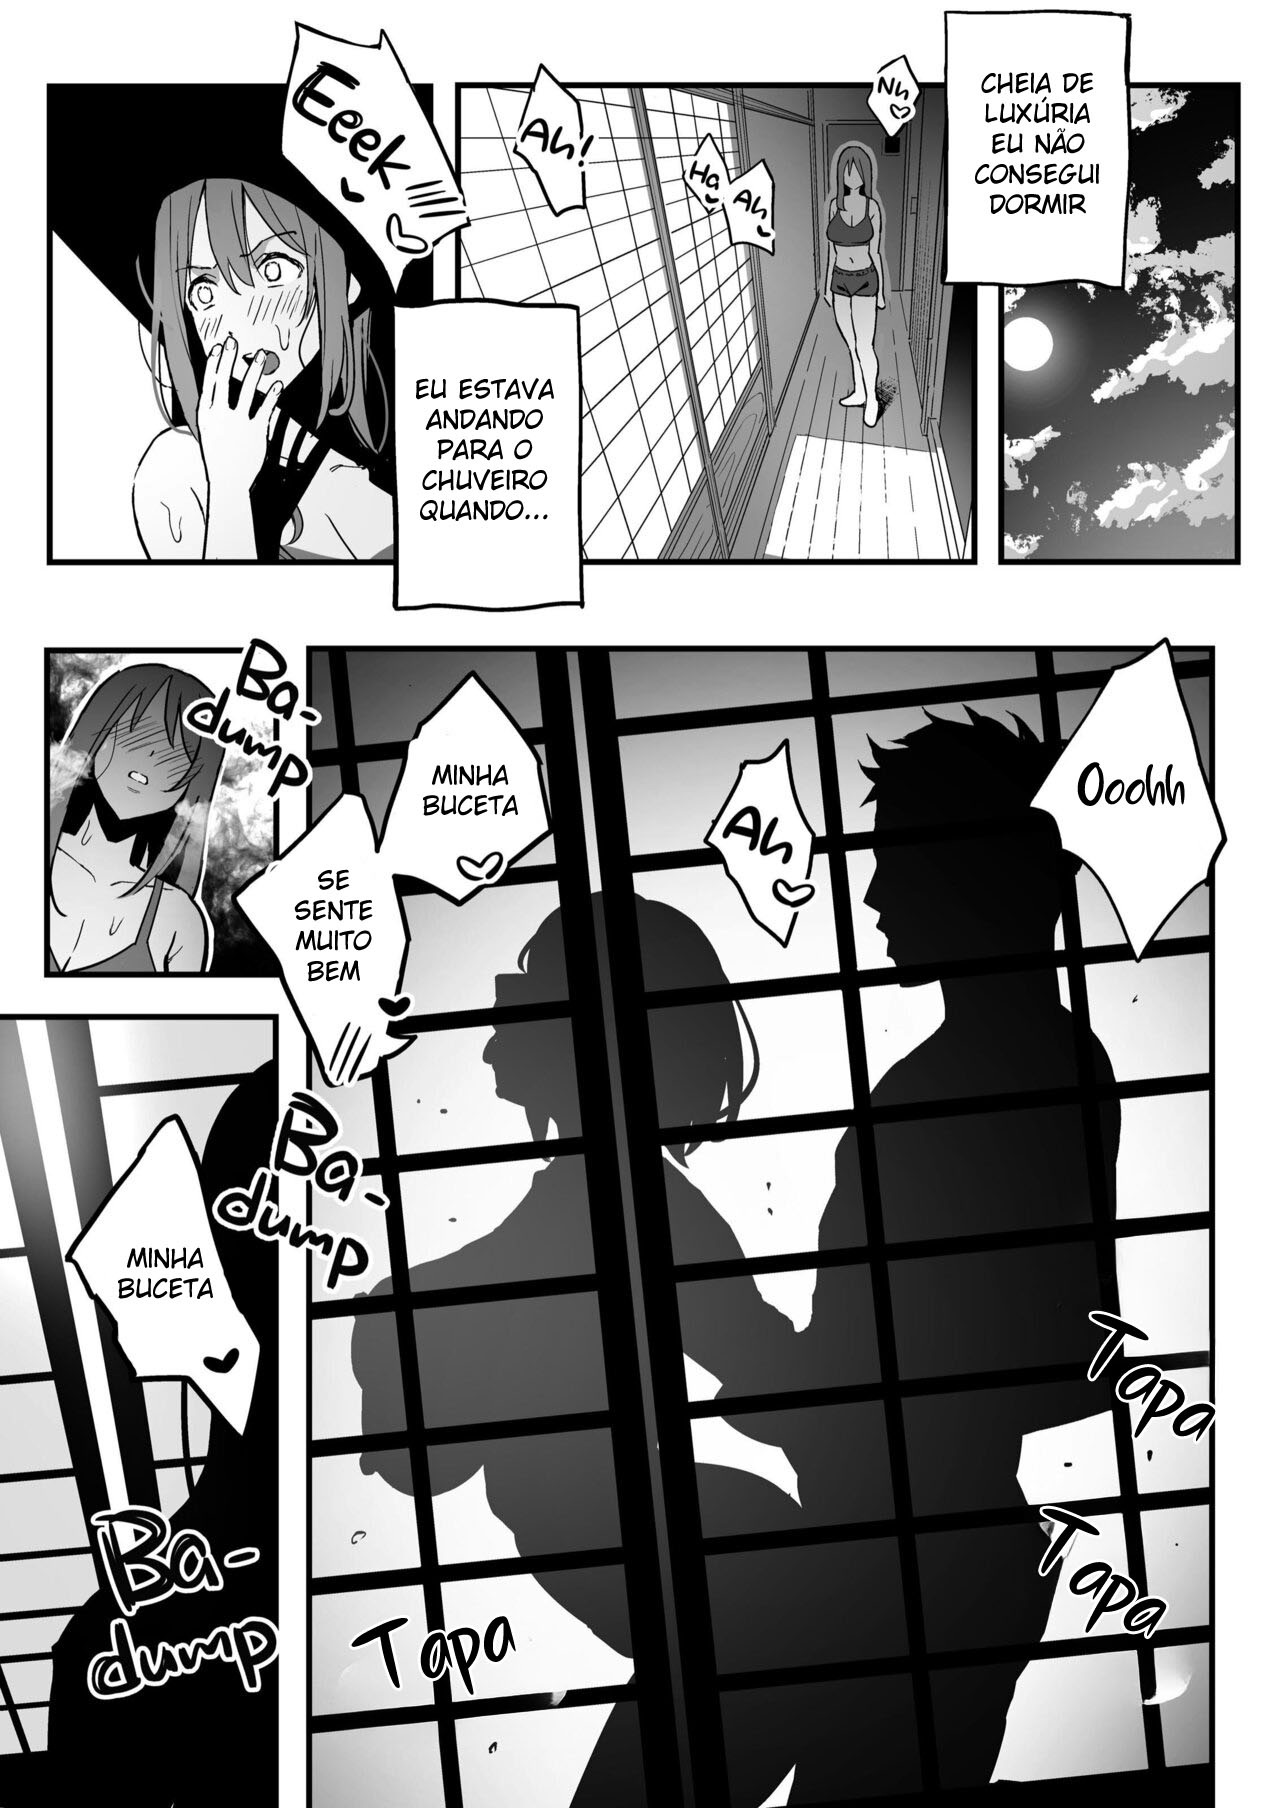 CHEIA DE
LUXÚRIA
EU NÃO
CONSEGUI
DORMIR
Nh
Ah
Ha
Ah!
EU ESTAVA
ANDANDO
PARA O
CHUVEIRO
QUANDO...
Eeek
Ooohh
Ah
MINHA
BUCETA
SE
SENTE
MUITO
BEM
Ba-
dump
Ba-
dump
Tapa
Tapa
Tapa
MINHA
BUCETA
Ba-
dump